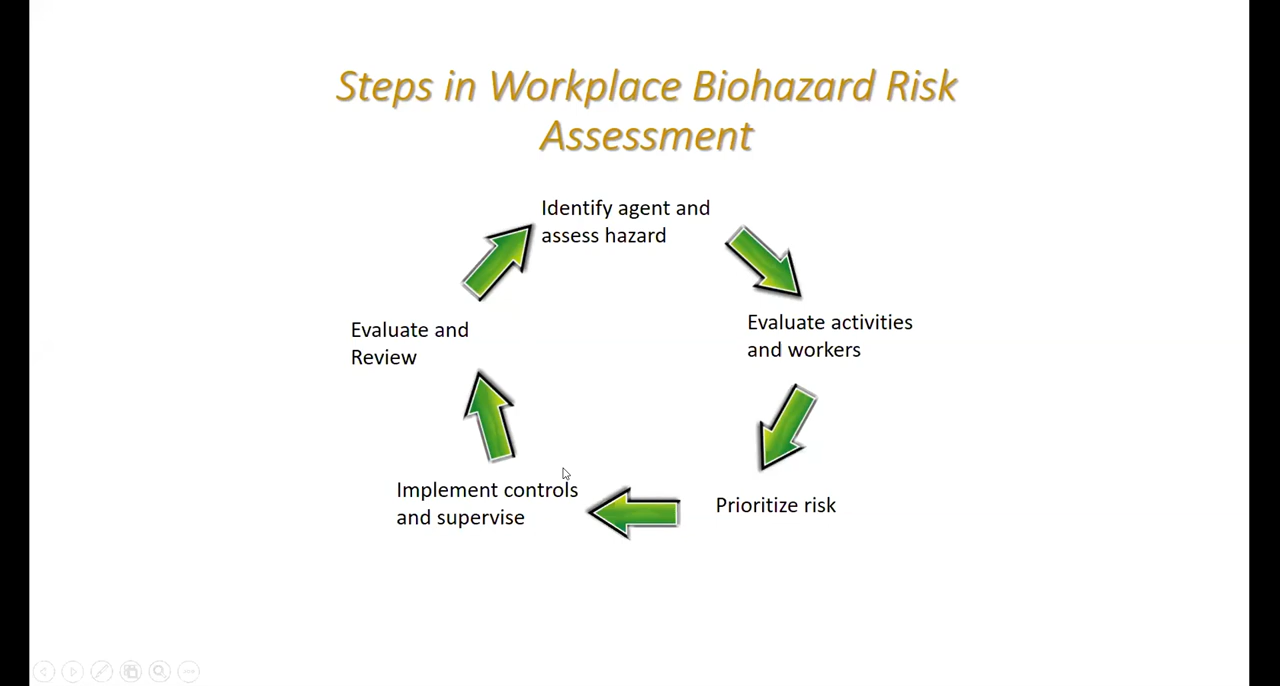 Steps in Workplace Biohazard Risk
Assessment
Identify agent and
assess hazard
Evaluate activities
and workers
Prioritize risk
Implement controls
and supervise
Evaluate and
Review